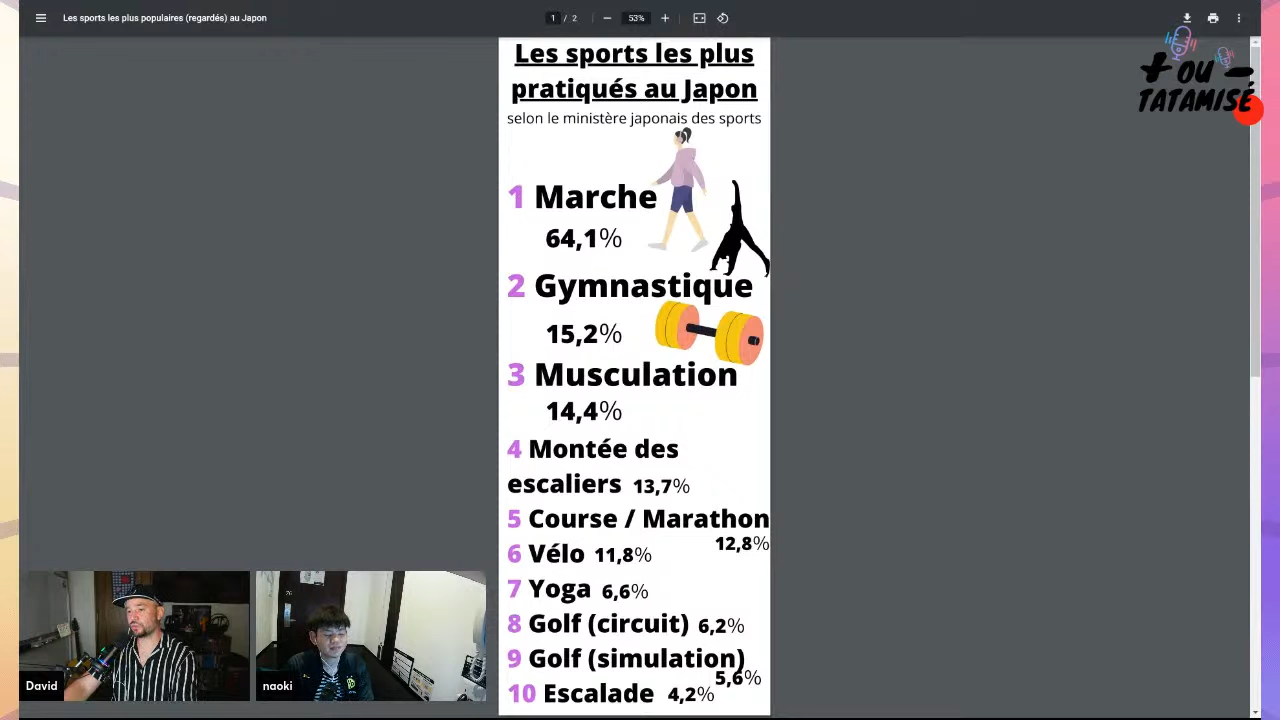 Les sports les plus populaires (regardés) au Japon
1 / 2
53%
+ OU -
TATAMISÉ
Les sports les plus
pratiqués au Japon
selon le ministère japonais des sports
1 Marche
64,1%
2 Gymnastique
15,2%
3 Musculation
14,4%
4 Montée des
escaliers 13,7%
5 Course / Marathon
12,8%
6 Vélo 11,8%
7 Yoga 6,6%
8 Golf (circuit) 6,2%
9 Golf (simulation)
5,6%
10 Escalade 4,2%
David
naoki